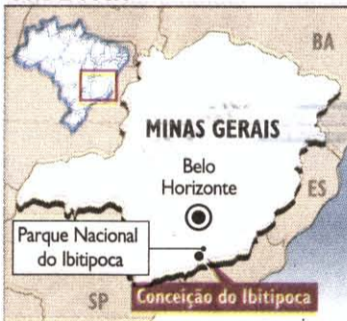 BA
MINAS GERAIS
Belo
Horizonte
ES
Parque Nacional
do Ibitipoca
SP
Conceição do Ibitipoca